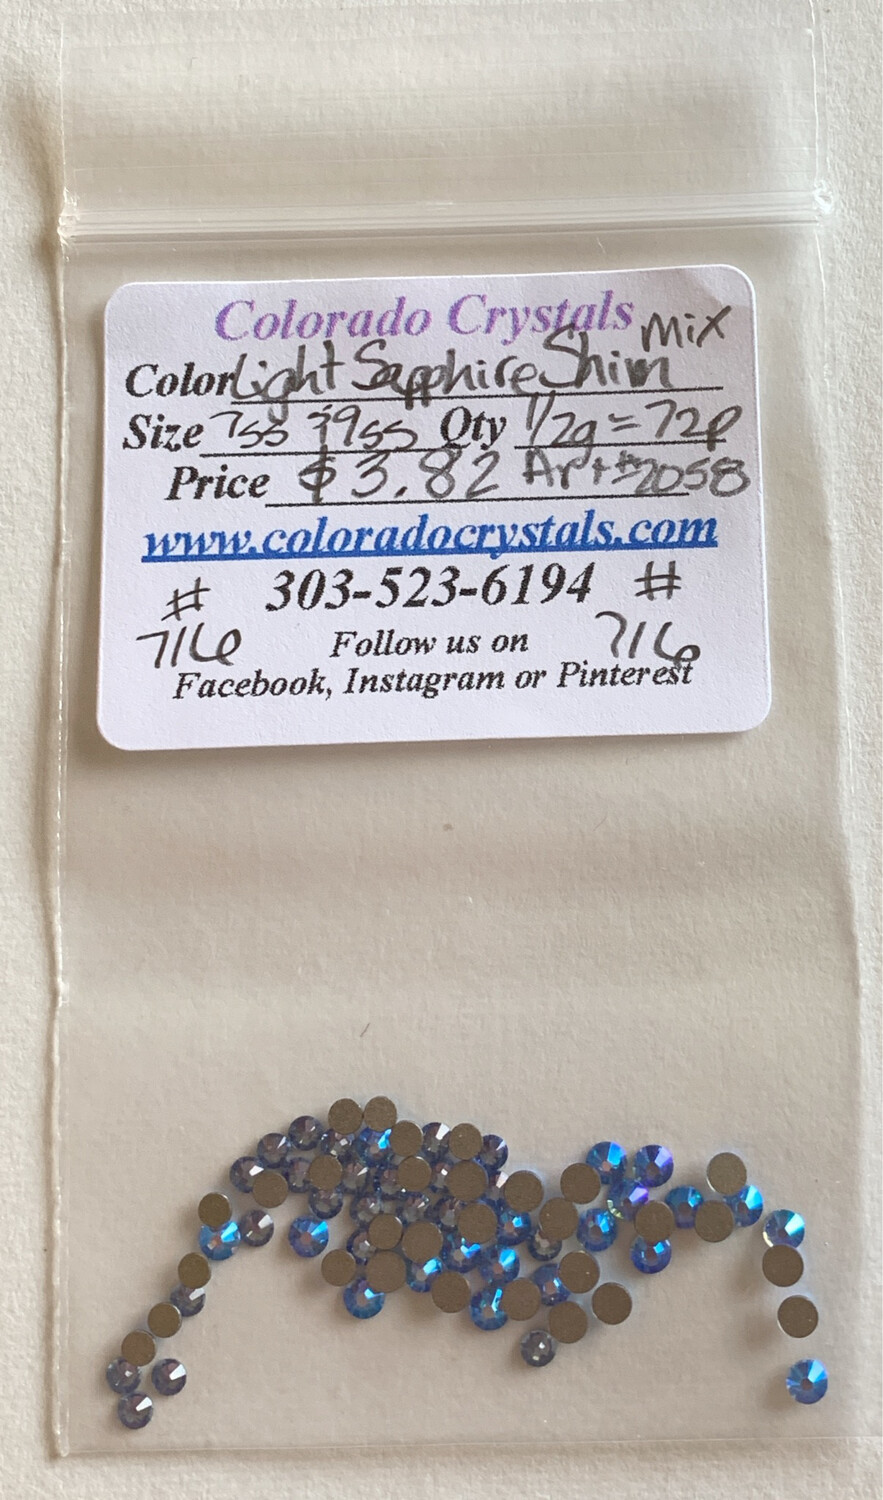 Colorado Crystals
Color Light Sapphire Shim Mix
Size 7ss & 9ss Qty 1/2g = 72p
Price $3.82 Art #2058
www.coloradocrystals.com
# 303-523-6194 #
716 Follow us on 716
Facebook, Instagram or Pinterest